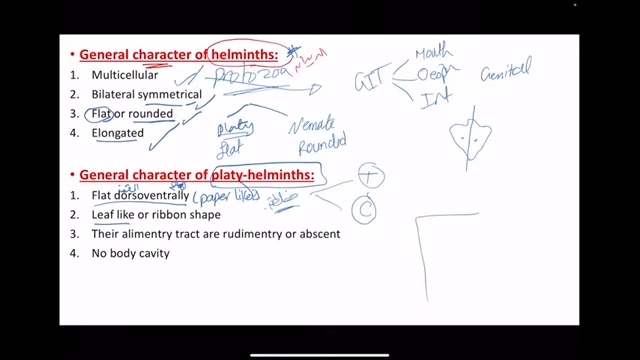 • General character of helminths:
protozoa
1. Multicellular
2. Bilateral symmetrical
3. Flat or rounded
4. Elongated
GIT
Mouth
Oesoph
Int
Genital
Platy
flat
Nemate
Rounded
• General character of platy-helminths:
1. Flat dorsoventrally (paper like)
2. Leaf like or ribbon shape
3. Their alimentry tract are rudimentry or abscent
4. No body cavity
T
C